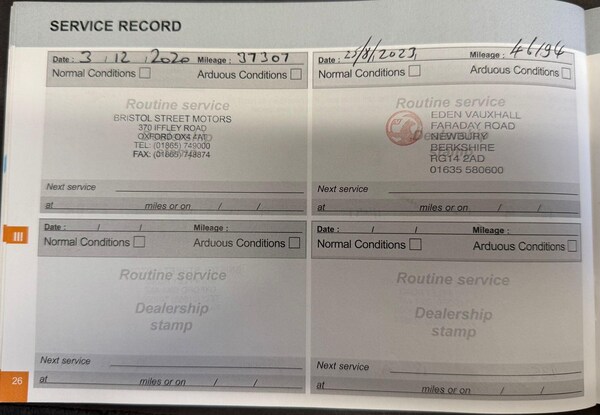 SERVICE RECORD
Date : 3 . 12 . 2020 Mileage : 37307
Normal Conditions Arduous Conditions
Routine service
BRISTOL STREET MOTORS
370 IFFLEY ROAD
OXFORD OX4
TEL: (01865) 749000
FAX: (01865) 748874
Next service
at miles or on / /
Date : 25/8/2023 Mileage : 46194
Normal Conditions Arduous Conditions
Routine service
EDEN VAUXHALL
FARADAY ROAD
NEWBURY
BERKSHIRE
RG14 2AD
01635 580600
Next service
at miles or on / /
III
Date : / / Mileage :
Normal Conditions Arduous Conditions
Routine service
Dealership
stamp
Next service
at miles or on / /
Date : / / Mileage :
Normal Conditions Arduous Conditions
Routine service
Dealership
stamp
Next service
at miles or on / /
26